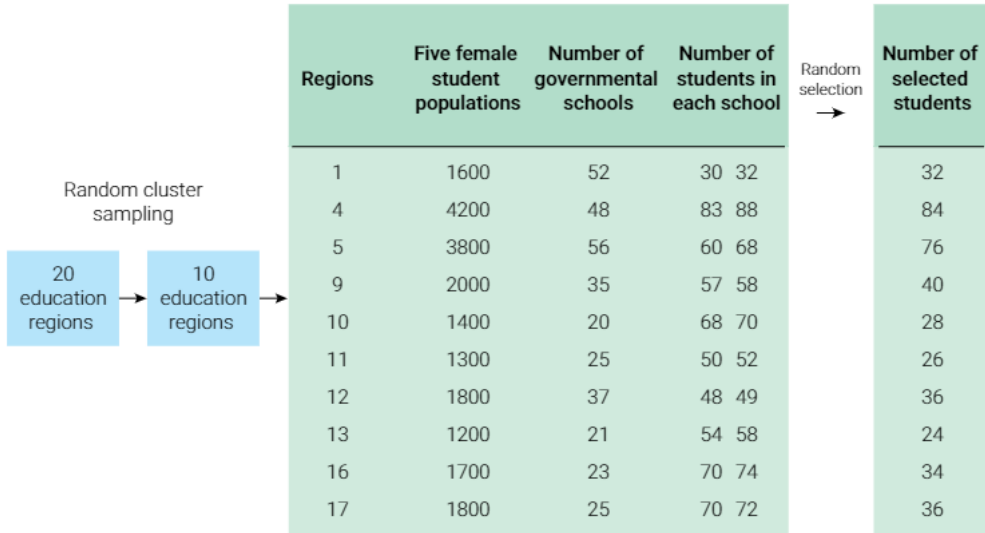 Random cluster
sampling
20
education
regions
10
education
regions
Regions
Five female
student
populations
Number of
governmental
schools
Number of
students in
each school
Random
selection
Number of
selected
students
1 1600 52 30 32 32
4 4200 48 83 88 84
5 3800 56 60 68 76
9 2000 35 57 58 40
10 1400 20 68 70 28
11 1300 25 50 52 26
12 1800 37 48 49 36
13 1200 21 54 58 24
16 1700 23 70 74 34
17 1800 25 70 72 36